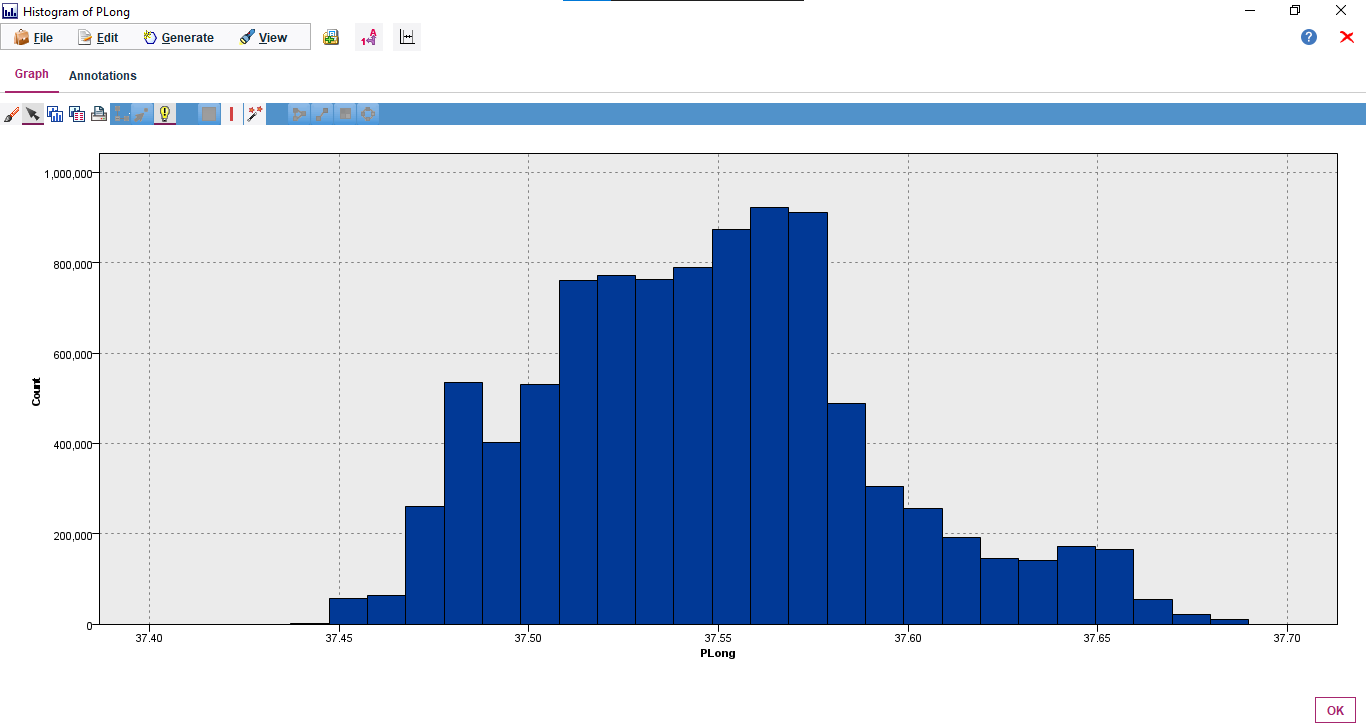 Histogram of PLong
File Edit Generate View
Graph Annotations
1,000,000
800,000
600,000
400,000
200,000
0
Count
37.40 37.45 37.50 37.55 37.60 37.65 37.70
PLong
OK